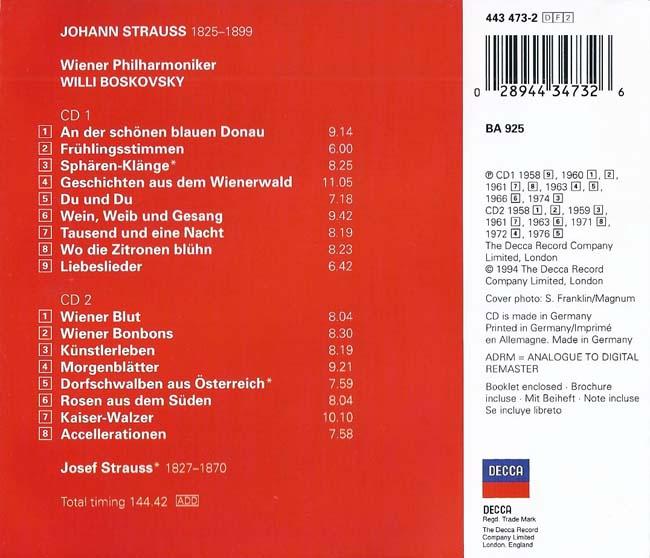 JOHANN STRAUSS 1825–1899
Wiener Philharmoniker
WILLI BOSKOVSKY
CD 1
1 An der schönen blauen Donau 9.14
2 Frühlingsstimmen 6.00
3 Sphären-Klänge* 8.25
4 Geschichten aus dem Wienerwald 11.05
5 Du und Du 7.18
6 Wein, Weib und Gesang 9.42
7 Tausend und eine Nacht 8.19
8 Wo die Zitronen blühn 8.23
9 Liebeslieder 6.42
CD 2
1 Wiener Blut 8.04
2 Wiener Bonbons 8.30
3 Künstlerleben 8.19
4 Morgenblätter 9.21
5 Dorfschwalben aus Österreich* 7.59
6 Rosen aus dem Süden 8.04
7 Kaiser-Walzer 10.10
8 Accellerationen 7.58
Josef Strauss* 1827–1870
Total timing 144.42 ADD
443 473-2 DF2
0 28944 34732 6
BA 925
℗ CD1 1958 9, 1960 1, 2,
1961 7, 8, 1963 4, 5,
1966 6, 1974 3
CD2 1958 1, 2, 1959 3,
1961 7, 1963 6, 1971 8,
1972 4, 1976 5
The Decca Record Company
Limited, London
© 1994 The Decca Record
Company Limited, London
Cover photo: S. Franklin/Magnum
CD is made in Germany
Printed in Germany/Imprimé
en Allemagne. Made in Germany
ADRM = ANALOGUE TO DIGITAL
REMASTER
Booklet enclosed · Brochure
incluse · Mit Beiheft · Note incluse
Se incluye libreto
DECCA
DECCA
Regd. Trade Mark
The Decca Record
Company Limited
London, England